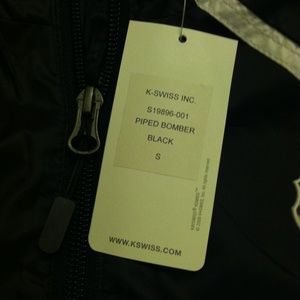 K-SWISS INC.
S19896-001
PIPED BOMBER
BLACK
S
WWW.KSWISS.COM